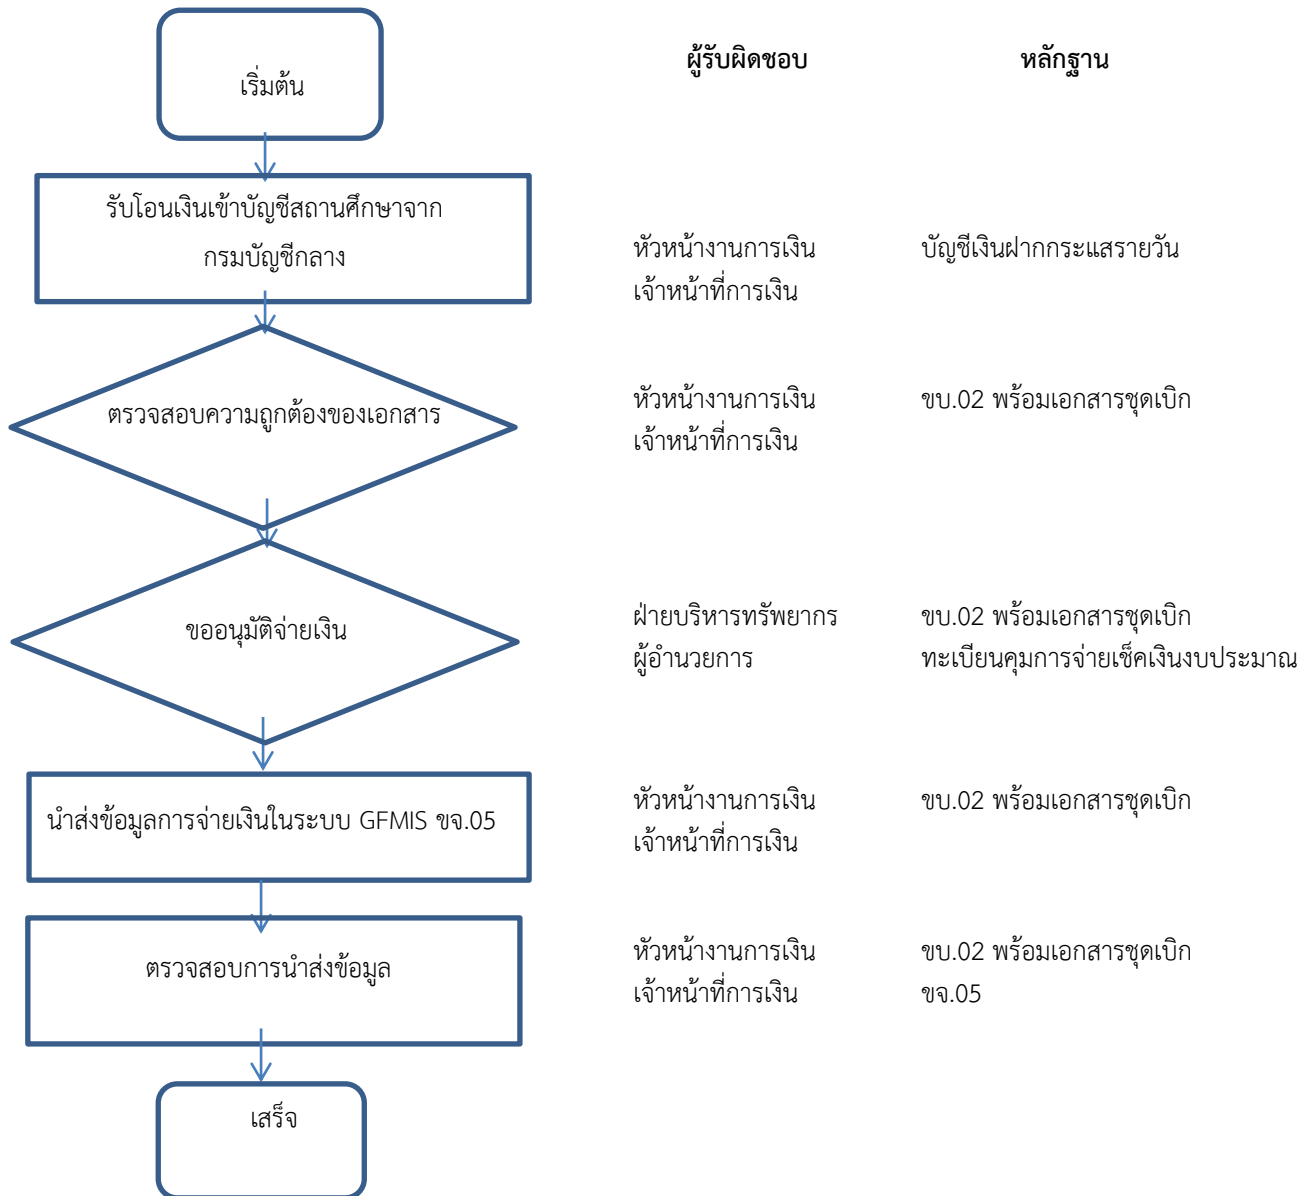 เริ่มต้น
ผู้รับผิดชอบ
หลักฐาน
รับโอนเงินเข้าบัญชีสถานศึกษาจาก
กรมบัญชีกลาง
หัวหน้างานการเงิน
เจ้าหน้าที่การเงิน
บัญชีเงินฝากกระแสรายวัน
ตรวจสอบความถูกต้องของเอกสาร
หัวหน้างานการเงิน
เจ้าหน้าที่การเงิน
ขบ.02 พร้อมเอกสารชุดเบิก
ขออนุมัติจ่ายเงิน
ฝ่ายบริหารทรัพยากร
ผู้อำนวยการ
ขบ.02 พร้อมเอกสารชุดเบิก
ทะเบียนคุมการจ่ายเช็คเงินงบประมาณ
นำส่งข้อมูลการจ่ายเงินในระบบ GFMIS ขจ.05
หัวหน้างานการเงิน
เจ้าหน้าที่การเงิน
ขบ.02 พร้อมเอกสารชุดเบิก
ตรวจสอบการนำส่งข้อมูล
หัวหน้างานการเงิน
เจ้าหน้าที่การเงิน
ขบ.02 พร้อมเอกสารชุดเบิก
ขจ.05
เสร็จ